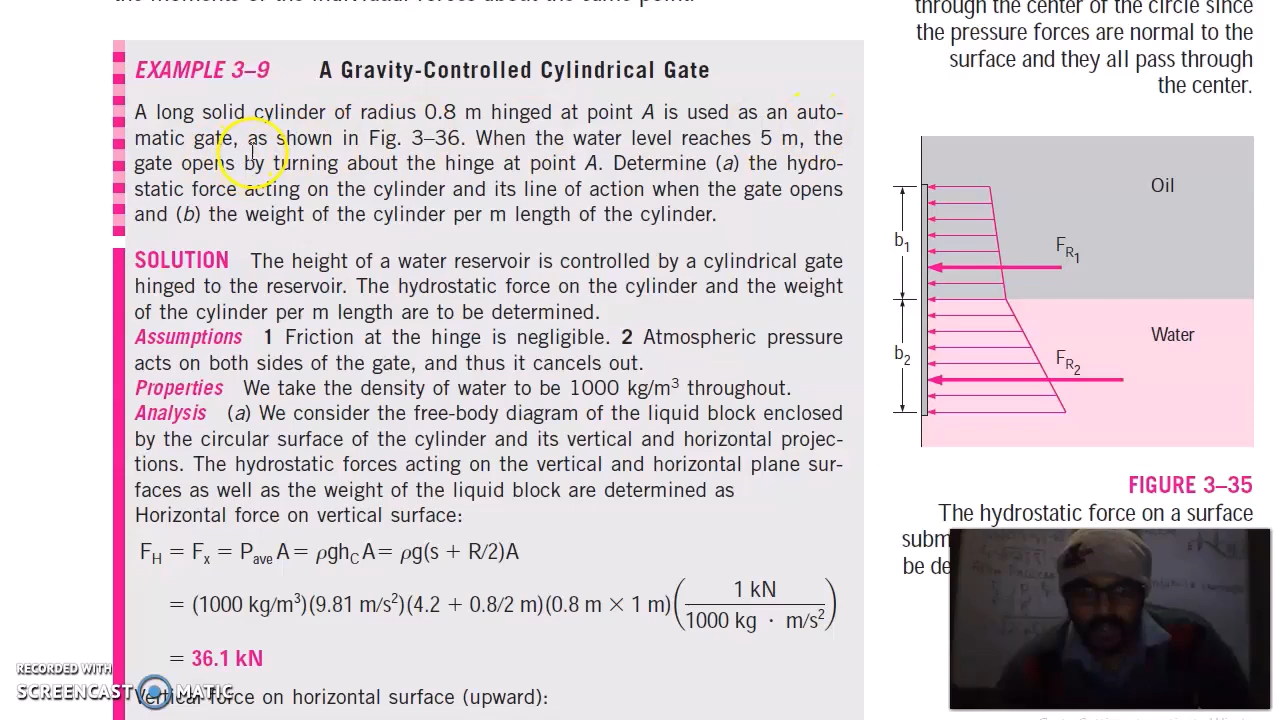 the moments of the individual forces about the same point.
EXAMPLE 3–9 A Gravity-Controlled Cylindrical Gate
A long solid cylinder of radius 0.8 m hinged at point A is used as an auto-
matic gate, as shown in Fig. 3–36. When the water level reaches 5 m, the
gate opens by turning about the hinge at point A. Determine (a) the hydro-
static force acting on the cylinder and its line of action when the gate opens
and (b) the weight of the cylinder per m length of the cylinder.
SOLUTION The height of a water reservoir is controlled by a cylindrical gate
hinged to the reservoir. The hydrostatic force on the cylinder and the weight
of the cylinder per m length are to be determined.
Assumptions 1 Friction at the hinge is negligible. 2 Atmospheric pressure
acts on both sides of the gate, and thus it cancels out.
Properties We take the density of water to be 1000 kg/m³ throughout.
Analysis (a) We consider the free-body diagram of the liquid block enclosed
by the circular surface of the cylinder and its vertical and horizontal projec-
tions. The hydrostatic forces acting on the vertical and horizontal plane sur-
faces as well as the weight of the liquid block are determined as
Horizontal force on vertical surface:
F_H = F_x = P_ave A = ρgh_C A = ρg(s + R/2)A
= (1000 kg/m³)(9.81 m/s²)(4.2 + 0.8/2 m)(0.8 m × 1 m)(1 kN / 1000 kg · m/s²)
= 36.1 kN
Vertical force on horizontal surface (upward):
through the center of the circle since
the pressure forces are normal to the
surface and they all pass through
the center.
Oil
b₁
F_R₁
Water
b₂
F_R₂
FIGURE 3–35
The hydrostatic force on a surface
subm
be de
RECORDED WITH
SCREENCAST MATIC